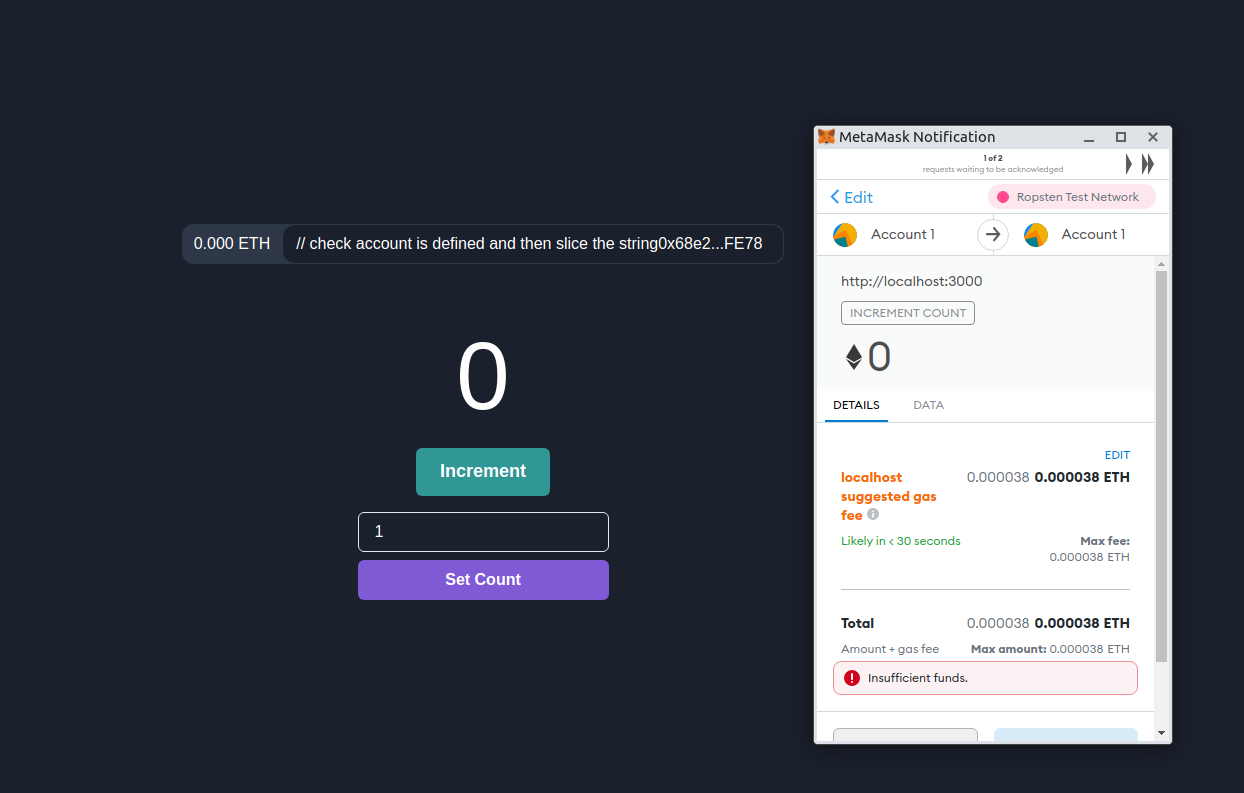 0.000 ETH
// check account is defined and then slice the string0x68e2...FE78
0
Increment
1
Set Count
MetaMask Notification
1 of 2
requests waiting to be acknowledged
Edit
Ropsten Test Network
Account 1
Account 1
http://localhost:3000
INCREMENT COUNT
0
DETAILS DATA
EDIT
localhost 0.000038 0.000038 ETH
suggested gas
fee
Likely in < 30 seconds Max fee:
0.000038 ETH
Total 0.000038 0.000038 ETH
Amount + gas fee Max amount: 0.000038 ETH
Insufficient funds.